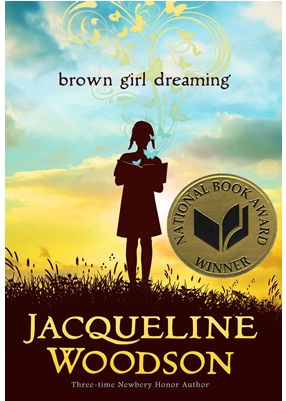 brown girl dreaming
NATIONAL BOOK AWARD
WINNER
JACQUELINE
WOODSON
Three-time Newbery Honor Author